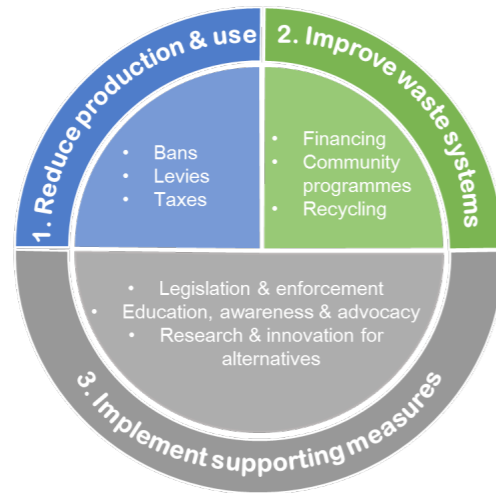 1. Reduce production & use
• Bans
• Levies
• Taxes
2. Improve waste systems
• Financing
• Community
programmes
• Recycling
• Legislation & enforcement
• Education, awareness & advocacy
• Research & innovation for
alternatives
3. Implement supporting measures